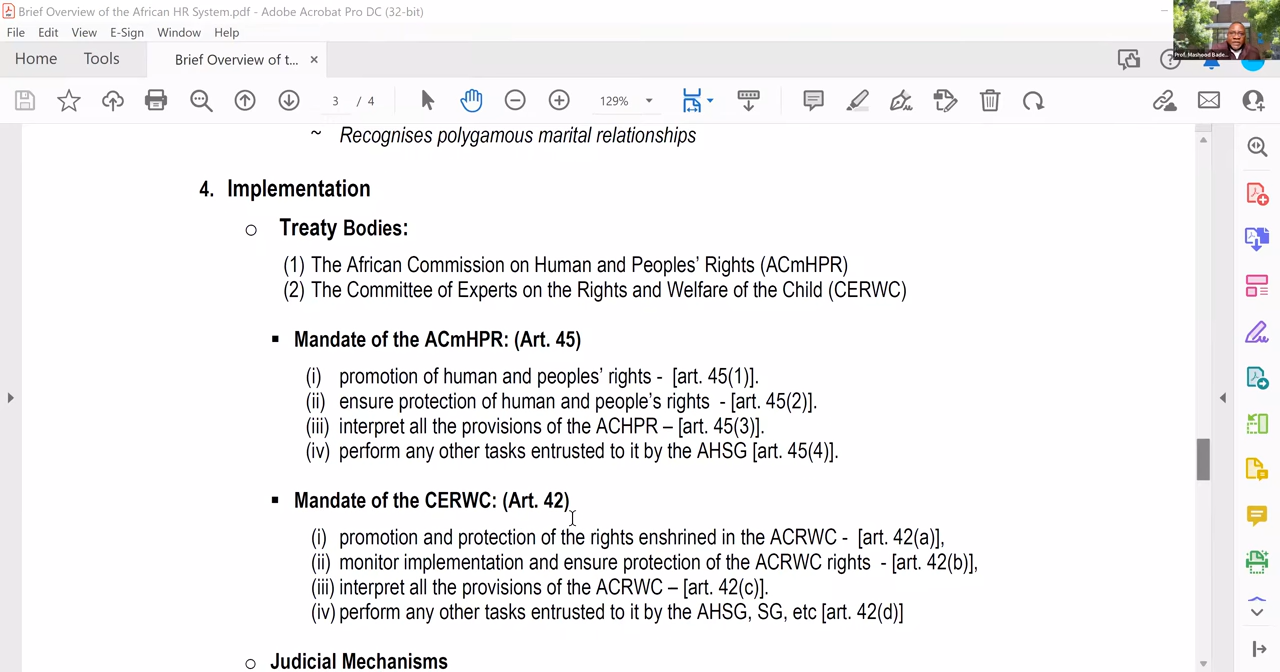 Brief Overview of the African HR System.pdf - Adobe Acrobat Pro DC (32-bit)
File Edit View E-Sign Window Help
Home Tools Brief Overview of t... ×
3 / 4 129%
~ Recognises polygamous marital relationships
4. Implementation
○ Treaty Bodies:
(1) The African Commission on Human and Peoples' Rights (ACmHPR)
(2) The Committee of Experts on the Rights and Welfare of the Child (CERWC)
▪ Mandate of the ACmHPR: (Art. 45)
(i) promotion of human and peoples' rights - [art. 45(1)].
(ii) ensure protection of human and people's rights - [art. 45(2)].
(iii) interpret all the provisions of the ACHPR – [art. 45(3)].
(iv) perform any other tasks entrusted to it by the AHSG [art. 45(4)].
▪ Mandate of the CERWC: (Art. 42)
(i) promotion and protection of the rights enshrined in the ACRWC - [art. 42(a)],
(ii) monitor implementation and ensure protection of the ACRWC rights - [art. 42(b)],
(iii) interpret all the provisions of the ACRWC – [art. 42(c)].
(iv) perform any other tasks entrusted to it by the AHSG, SG, etc [art. 42(d)]
○ Judicial Mechanisms
Prof. Mashood Bade...